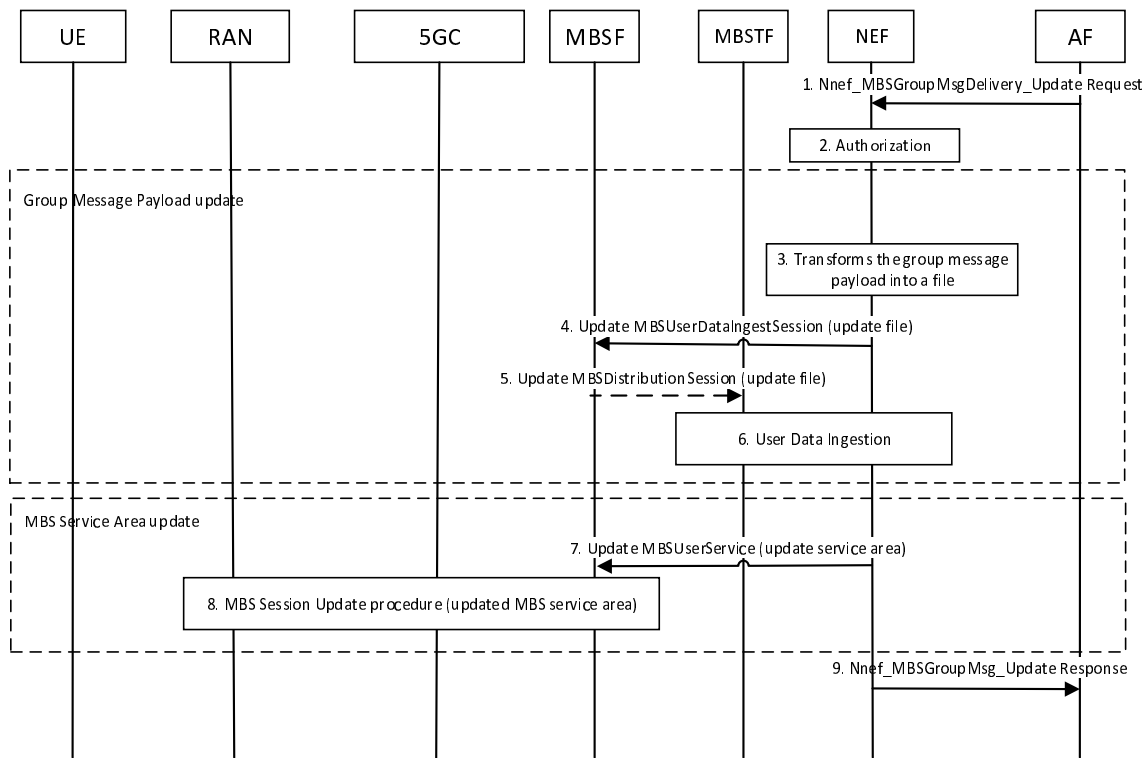 UE RAN 5GC MBSF MBSTF NEF AF
1. Nnef_MBSGroupMsgDelivery_Update Request
2. Authorization
Group Message Payload update
3. Transforms the group message
payload into a file
4. Update MBSUserDataIngestSession (update file)
5. Update MBSDistributionSession (update file)
6. User Data Ingestion
MBS Service Area update
7. Update MBSUserService (update service area)
8. MBS Session Update procedure (updated MBS service area)
9. Nnef_MBSGroupMsg_Update Response